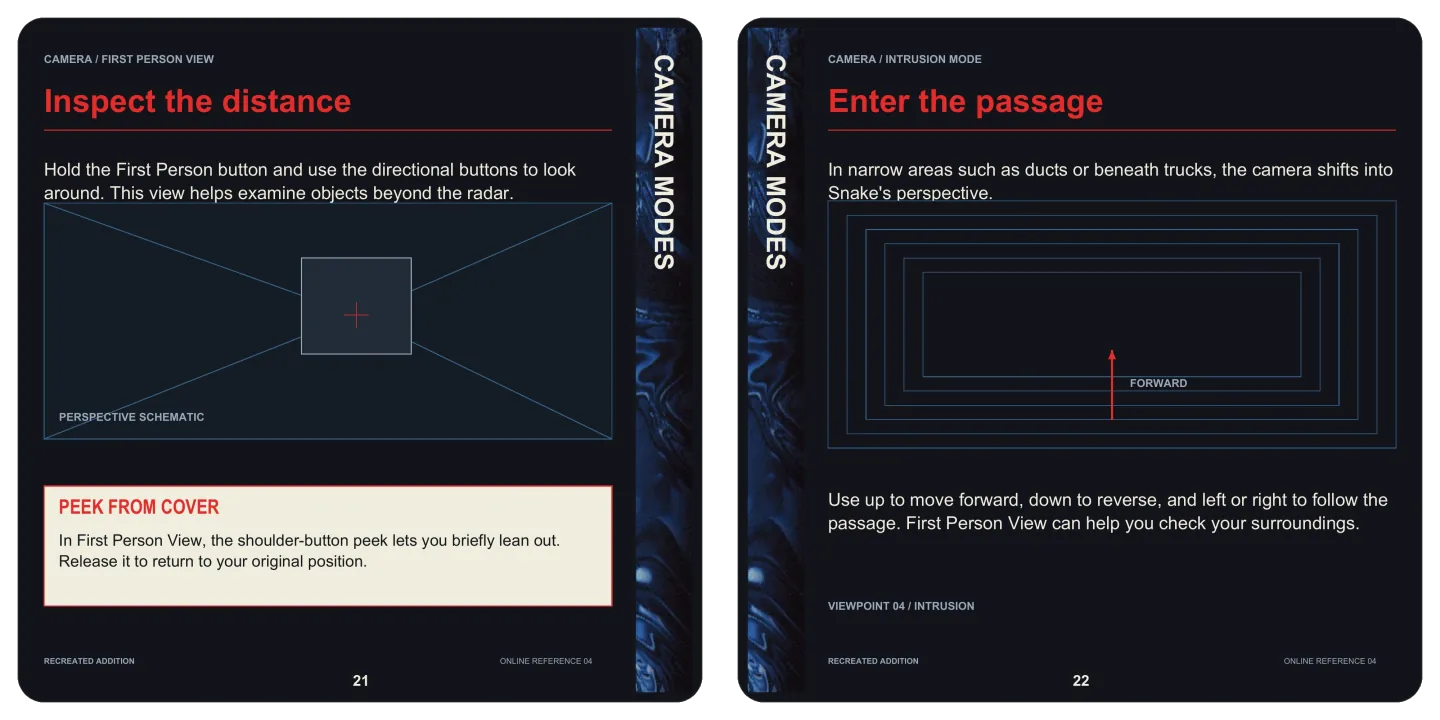 CAMERA / FIRST PERSON VIEW
Inspect the distance
Hold the First Person button and use the directional buttons to look
around. This view helps examine objects beyond the radar.
PERSPECTIVE SCHEMATIC
PEEK FROM COVER
In First Person View, the shoulder-button peek lets you briefly lean out.
Release it to return to your original position.
RECREATED ADDITION
ONLINE REFERENCE 04
21
CAMERA MODES
CAMERA MODES
CAMERA / INTRUSION MODE
Enter the passage
In narrow areas such as ducts or beneath trucks, the camera shifts into
Snake's perspective.
FORWARD
Use up to move forward, down to reverse, and left or right to follow the
passage. First Person View can help you check your surroundings.
VIEWPOINT 04 / INTRUSION
RECREATED ADDITION
ONLINE REFERENCE 04
22